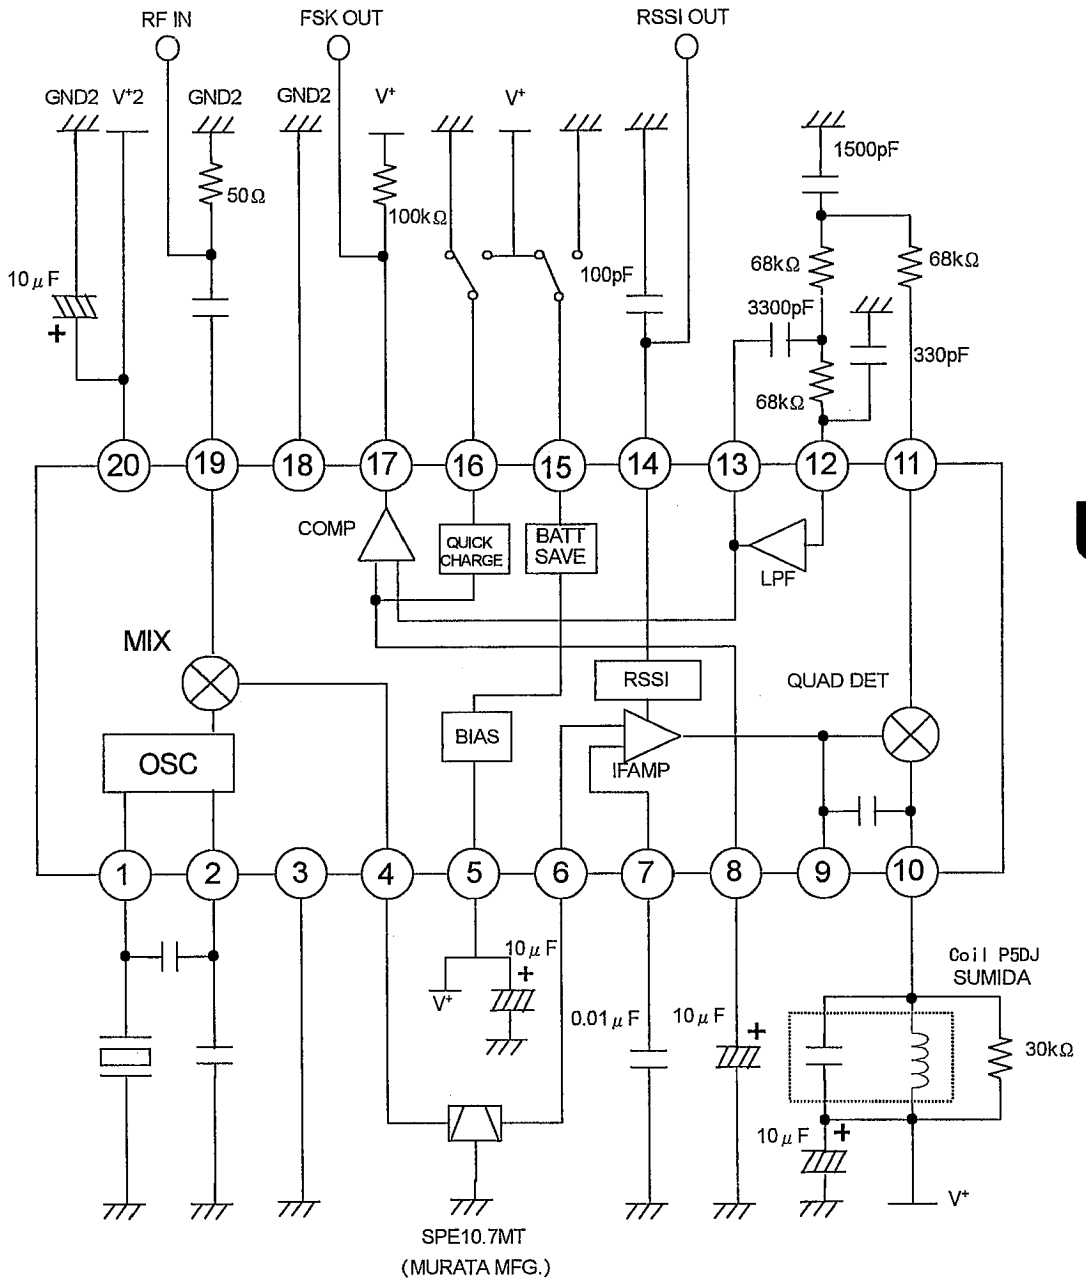 RF IN
FSK OUT
RSSI OUT
GND2
V⁺2
GND2
GND2
V⁺
V⁺
1500pF
50Ω
100kΩ
68kΩ
68kΩ
10μF
+
100pF
3300pF
330pF
68kΩ
20
19
18
17
16
15
14
13
12
11
COMP
QUICK CHARGE
BATT SAVE
LPF
MIX
RSSI
QUAD DET
BIAS
OSC
IFAMP
1
2
3
4
5
6
7
8
9
10
10μF
+
V⁺
Coil P5DJ
SUMIDA
0.01μF
10μF
+
30kΩ
10μF
+
V⁺
SPE10.7MT
(MURATA MFG.)